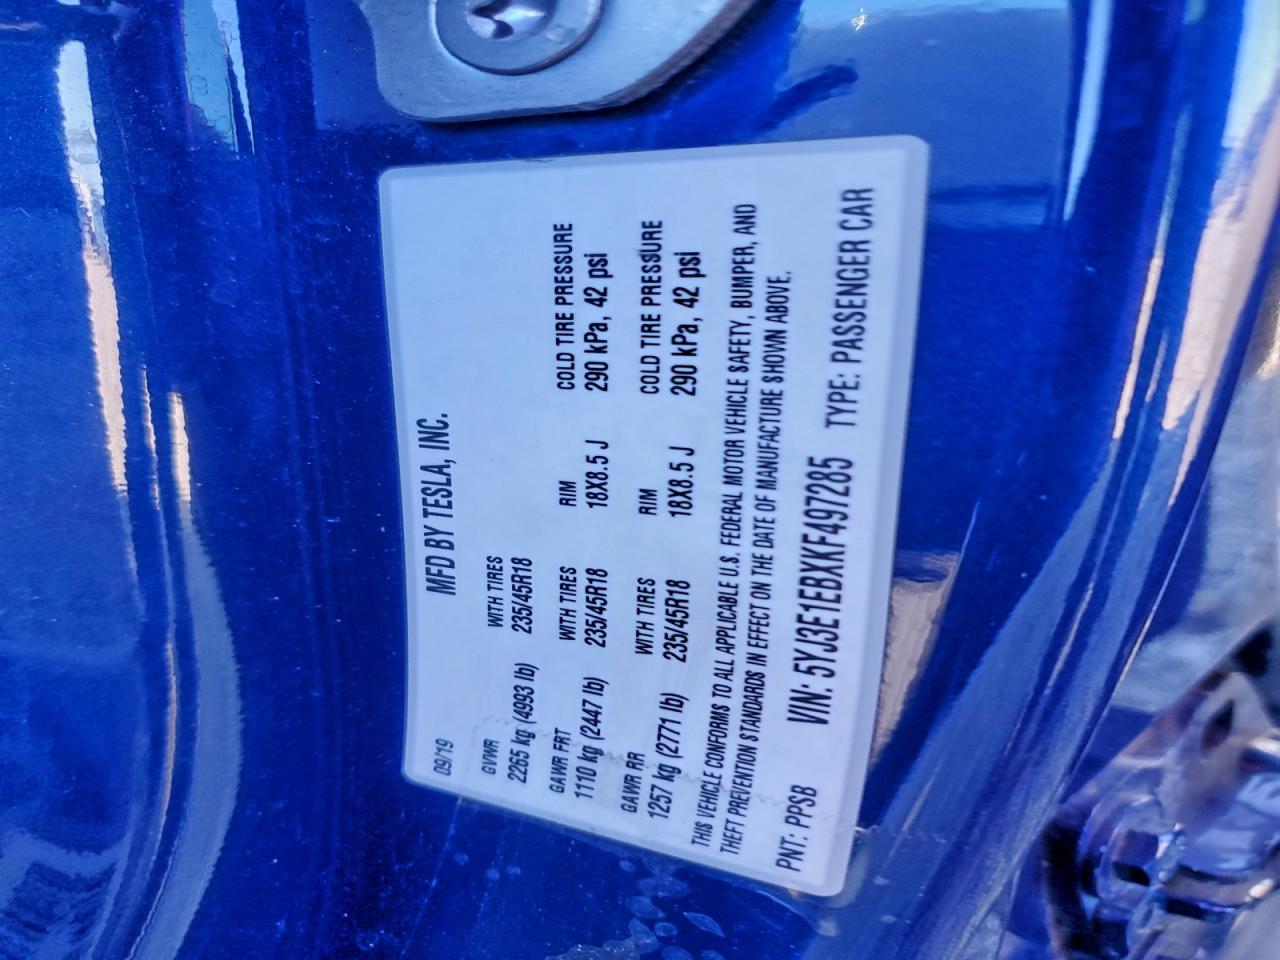 09/19 MFD BY TESLA, INC.
GVWR WITH TIRES
2265 kg (4993 lb) 235/45R18
GAWR FRT WITH TIRES RIM COLD TIRE PRESSURE
1110 kg (2447 lb) 235/45R18 18X8.5 J 290 kPa, 42 psi
GAWR RR WITH TIRES RIM COLD TIRE PRESSURE
1257 kg (2771 lb) 235/45R18 18X8.5 J 290 kPa, 42 psi
THIS VEHICLE CONFORMS TO ALL APPLICABLE U.S. FEDERAL MOTOR VEHICLE SAFETY, BUMPER, AND
THEFT PREVENTION STANDARDS IN EFFECT ON THE DATE OF MANUFACTURE SHOWN ABOVE.
PNT: PPSB VIN: 5YJ3E1EBXKF497285 TYPE: PASSENGER CAR